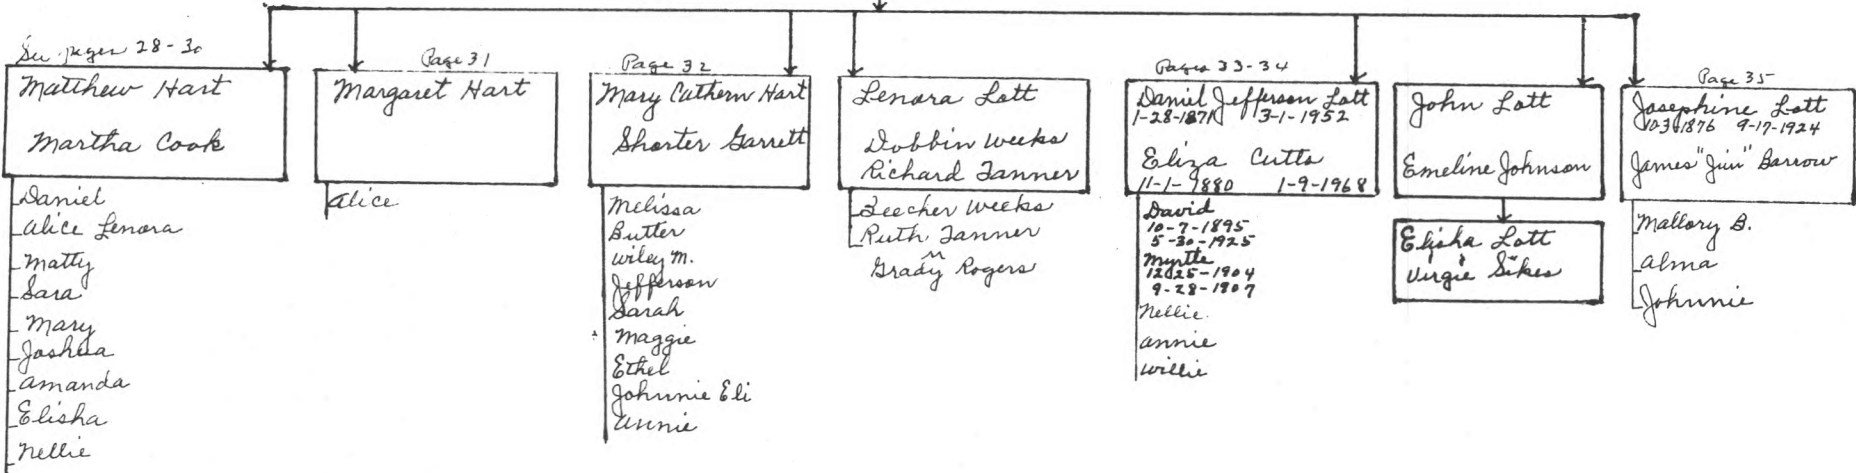 See pages 28-30
Matthew Hart
Martha Cook
Daniel
Alice Lenora
Matty
Sara
Mary
Joshua
Amanda
Elisha
Nellie
Page 31
Margaret Hart
Alice
Page 32
Mary Cathern Hart
Shorter Garrett
Melissa
Butler
Wiley M.
Jefferson
Sarah
Maggie
Ethel
Johnnie Eli
Annie
Lenora Lott
Dobbin Weeks
Richard Tanner
Beecher Weeks
Ruth Tanner
m
Grady Rogers
Pages 33-34
Daniel Jefferson Lott
1-28-1871 3-1-1952
Eliza Cutts
11-1-1880 1-9-1968
David
10-7-1895
5-30-1925
Myrtle
12-25-1904
9-28-1907
Nellie
Annie
Willie
John Lott
Emeline Johnson
Elisha Lott
Virgie Sikes
Page 35
Josephine Lott
9-17-1924
James "Jim" Barrow
Mallory B.
Alma
Johnnie